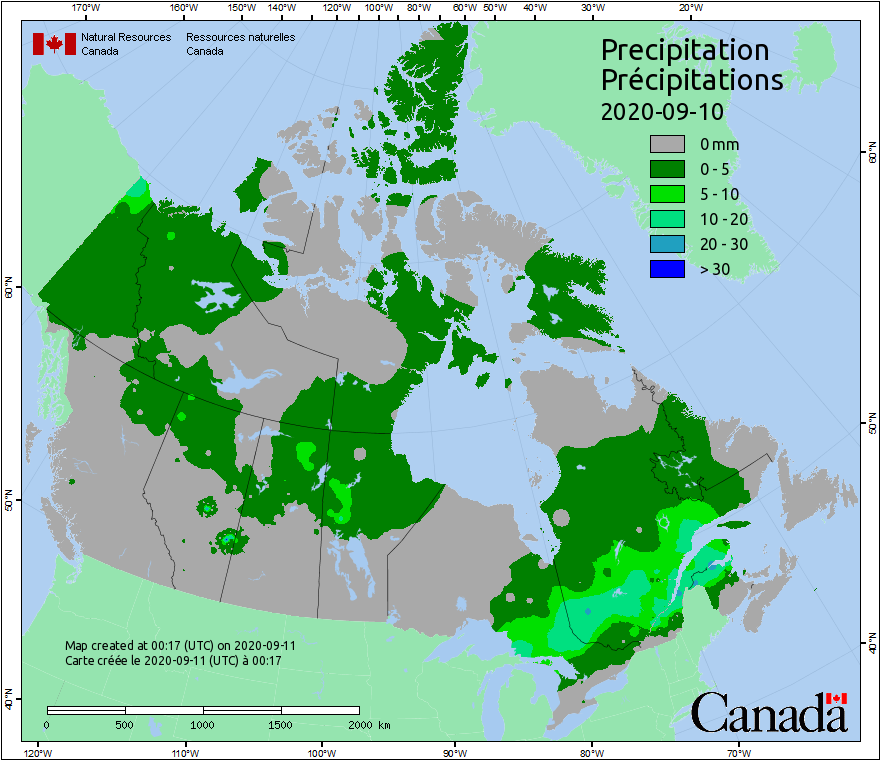 170°W 160°W 150°W 140°W 120°W 100°W 80°W 60°W 50°W 40°W 30°W 20°W
Natural Resources Ressources naturelles
Canada Canada
Precipitation
Précipitations
2020-09-10
0 mm
0 - 5
5 - 10
10 - 20
20 - 30
> 30
60°N
60°N
50°N
50°N
40°N
40°N
Map created at 00:17 (UTC) on 2020-09-11
Carte créée le 2020-09-11 (UTC) à 00:17
0 500 1000 1500 2000 km
Canada
120°W 110°W 100°W 90°W 80°W 70°W